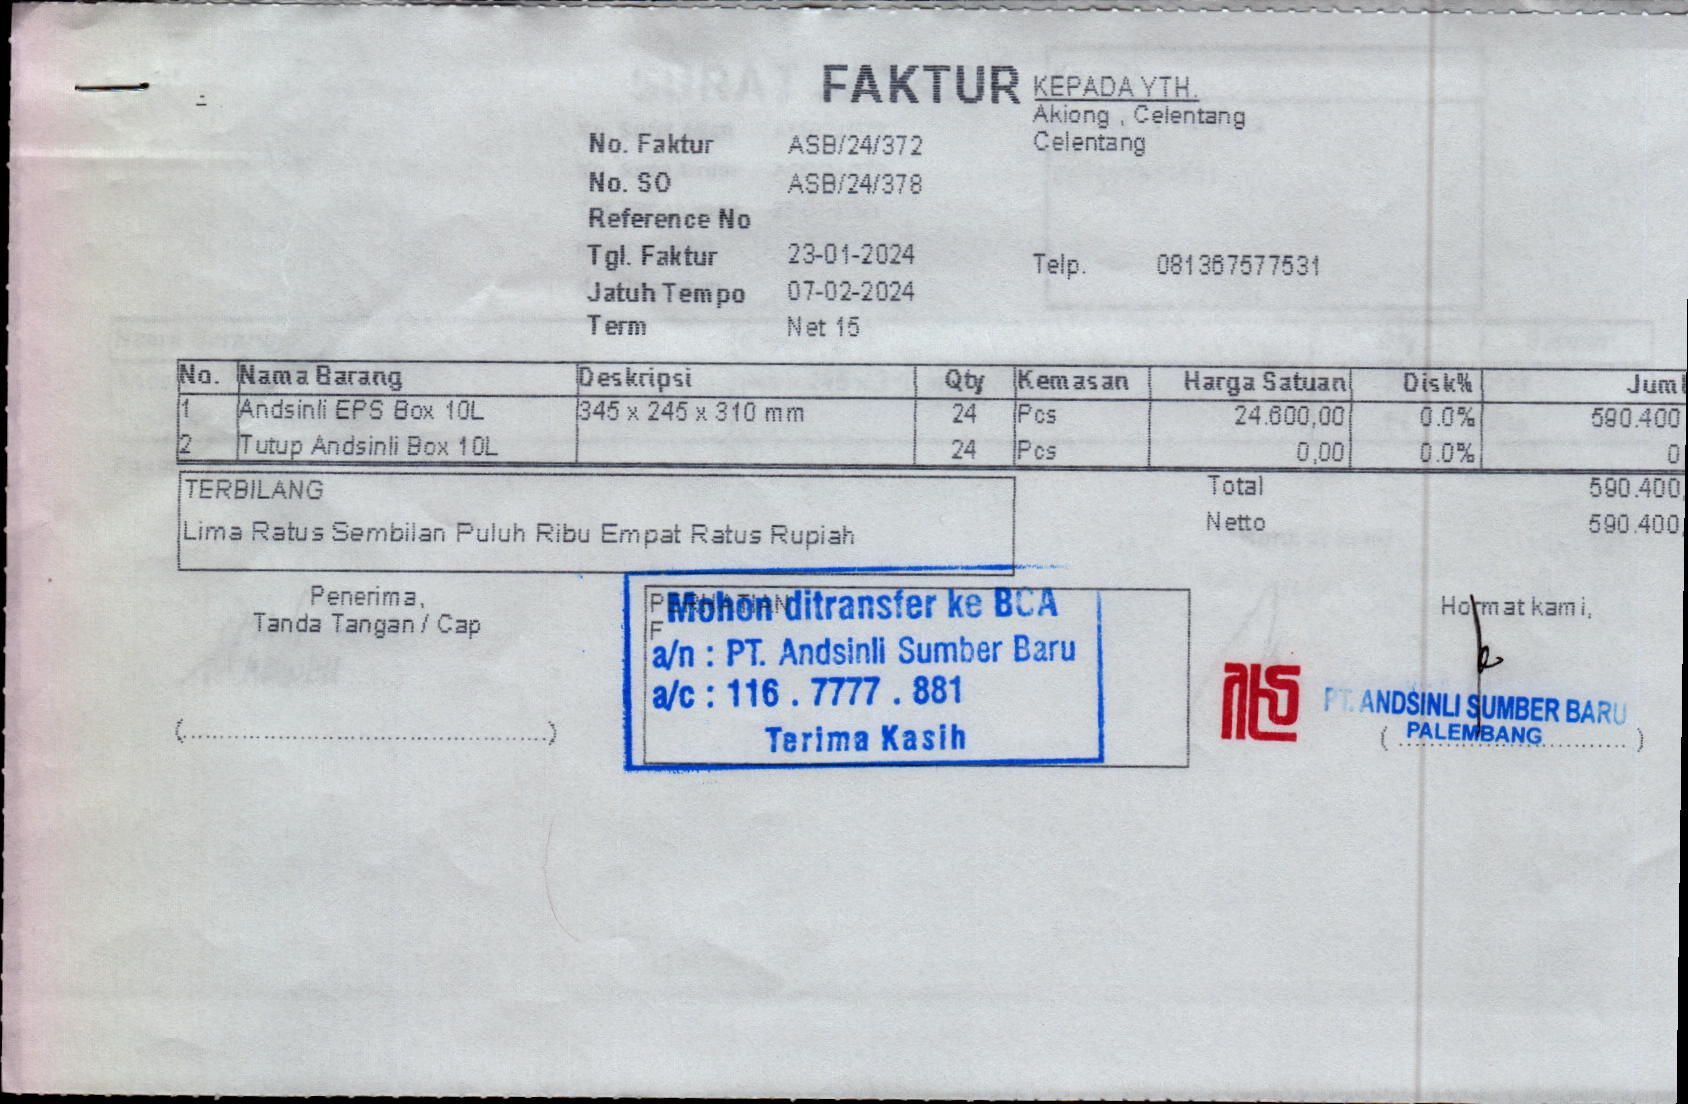 FAKTUR
KEPADA YTH.
Akiong , Celentang
Celentang
No. Faktur ASB/24/372
No. SO ASB/24/378
Reference No
Tgl. Faktur 23-01-2024
Telp. 081367577531
Jatuh Tempo 07-02-2024
Term Net 15
No. Nama Barang Deskripsi Qty Kemasan Harga Satuan Disk% Juml
1 Andsinli EPS Box 10L 345 x 245 x 310 mm 24 Pcs 24.600,00 0.0% 590.400
2 Tutup Andsinli Box 10L 24 Pcs 0,00 0.0% 0
TERBILANG
Lima Ratus Sembilan Puluh Ribu Empat Ratus Rupiah
Total 590.400,
Netto 590.400,
Penerima,
Tanda Tangan / Cap
(..........................................)
PERHATIAN
F
Mohon ditransfer ke BCA
a/n : PT. Andsinli Sumber Baru
a/c : 116 . 7777 . 881
Terima Kasih
Hormat kami,
PT. ANDSINLI SUMBER BARU
PALEMBANG
(..............................)